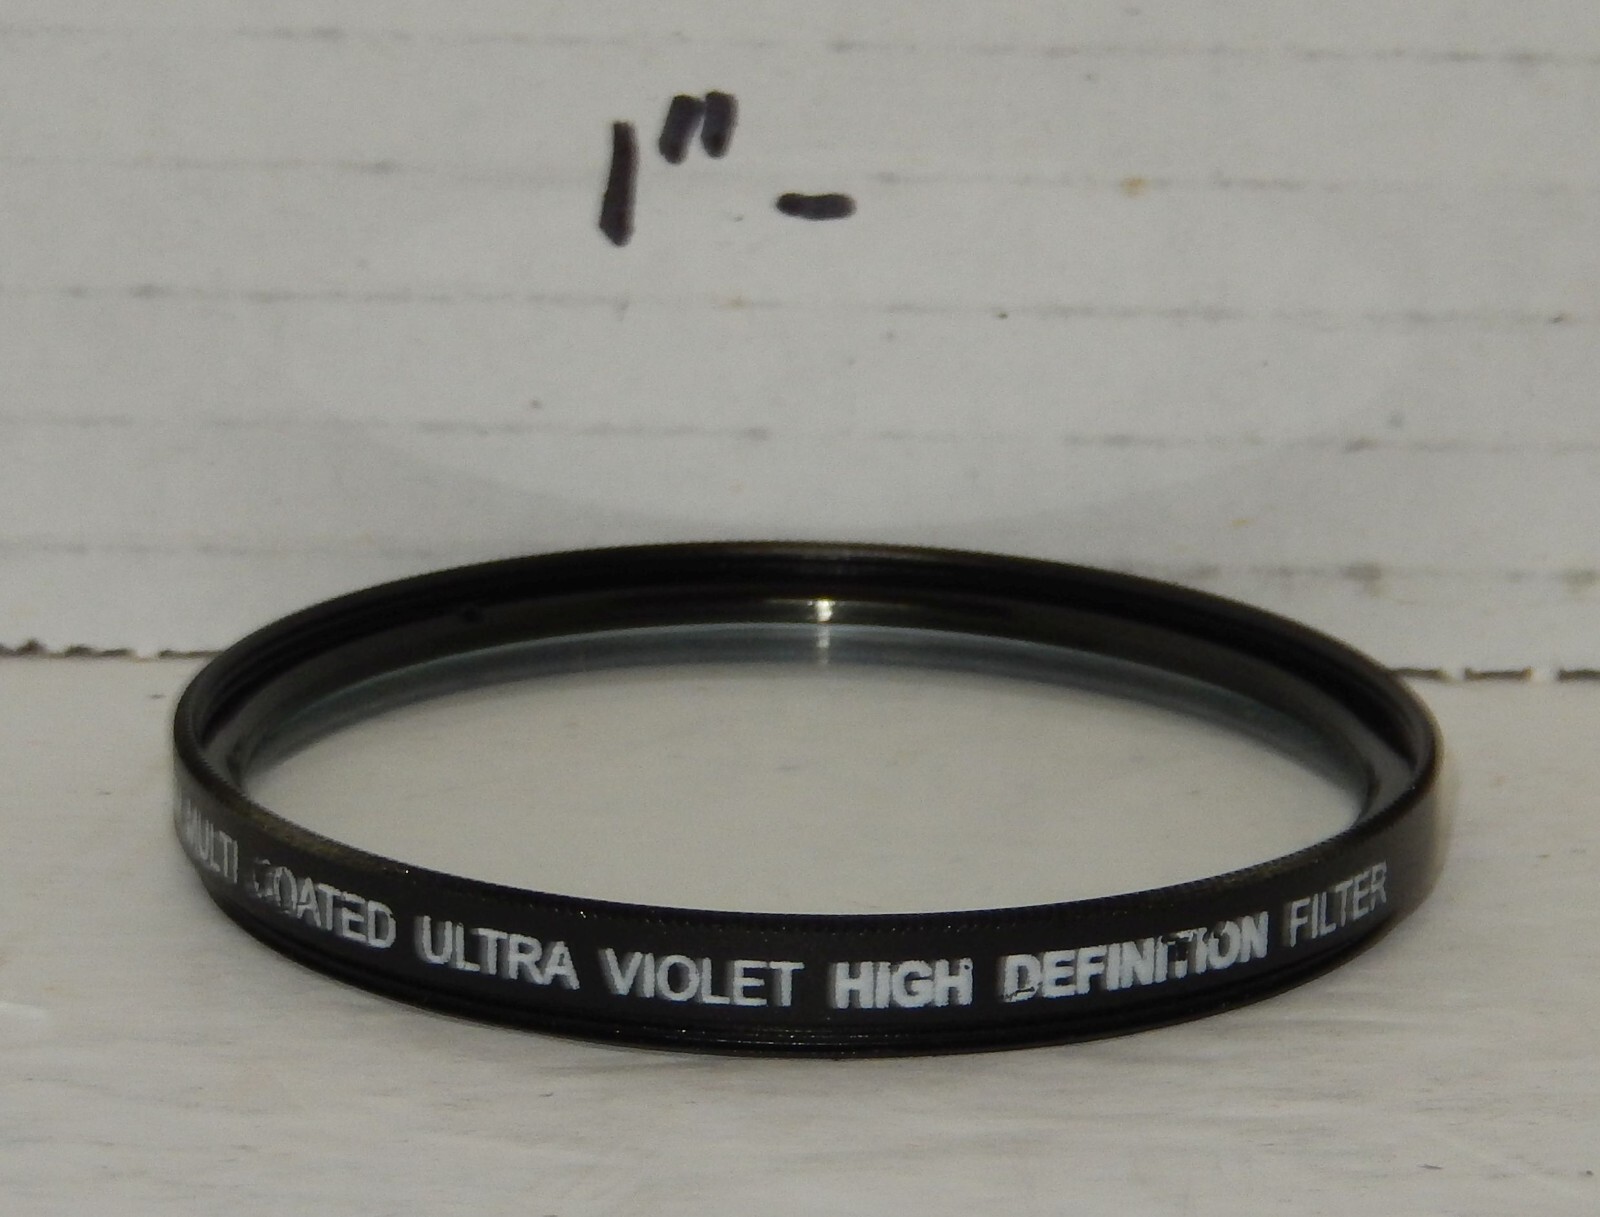 1" -
MULTI COATED ULTRA VIOLET HIGH DEFINITION FILTER